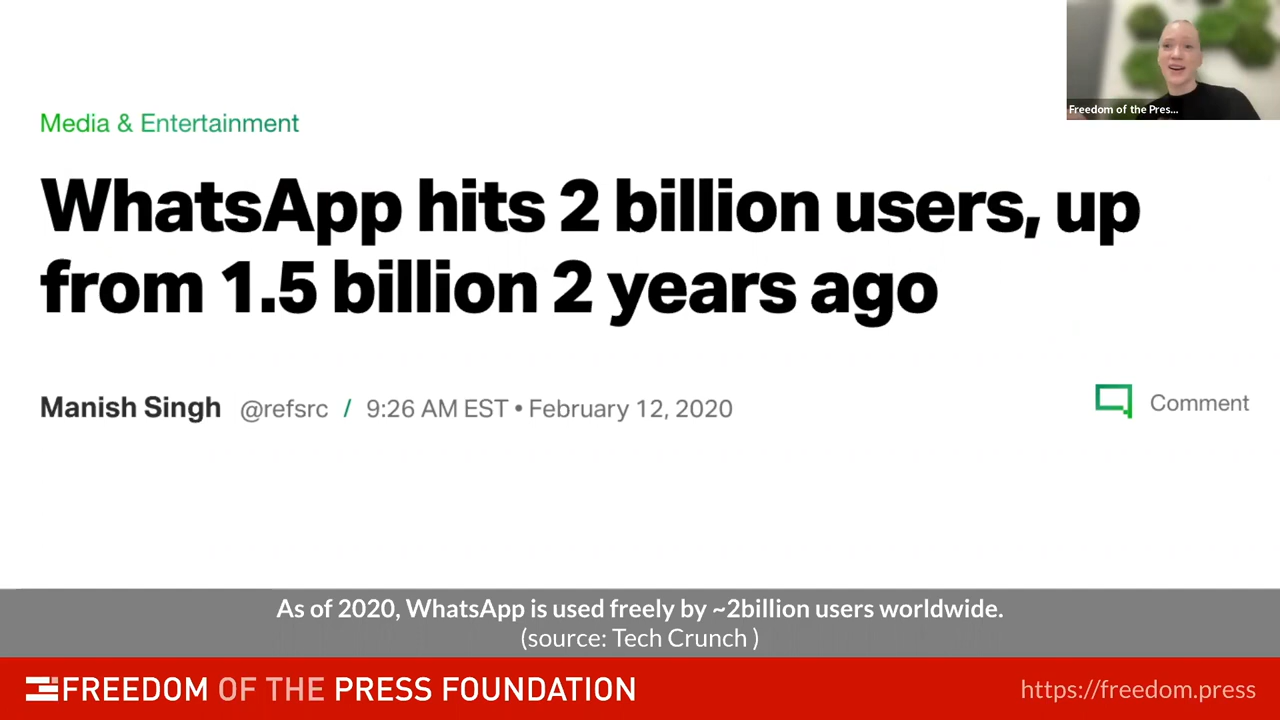 Freedom of the Pres...
Media & Entertainment
WhatsApp hits 2 billion users, up
from 1.5 billion 2 years ago
Manish Singh @refsrc / 9:26 AM EST • February 12, 2020
Comment
As of 2020, WhatsApp is used freely by ~2billion users worldwide.
(source: Tech Crunch )
FREEDOM OF THE PRESS FOUNDATION
https://freedom.press